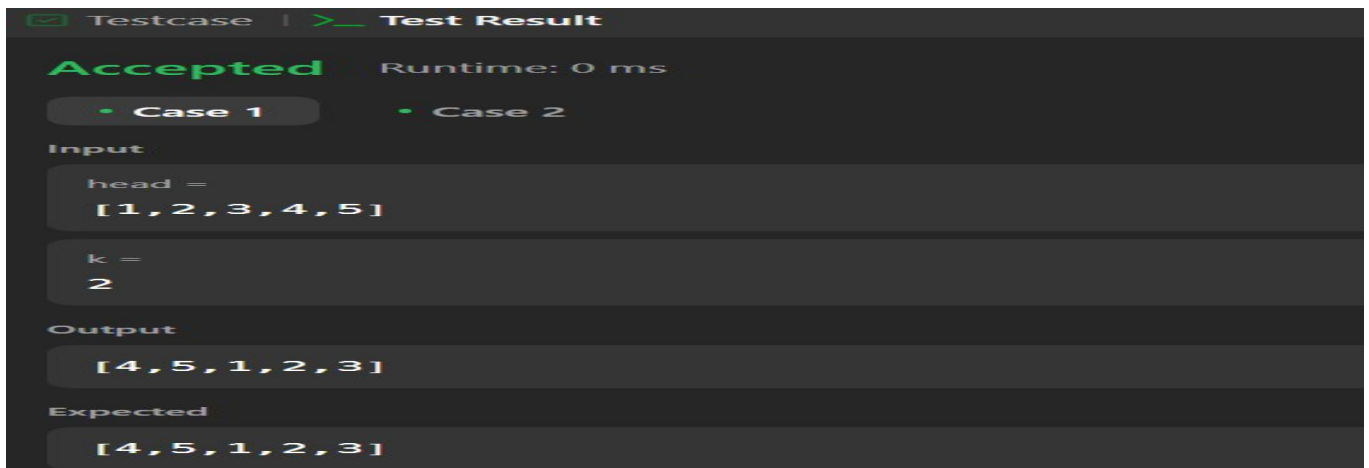 Testcase | >_ Test Result
Accepted Runtime: 0 ms
• Case 1 • Case 2
Input
head =
[1,2,3,4,5]
k =
2
Output
[4,5,1,2,3]
Expected
[4,5,1,2,3]